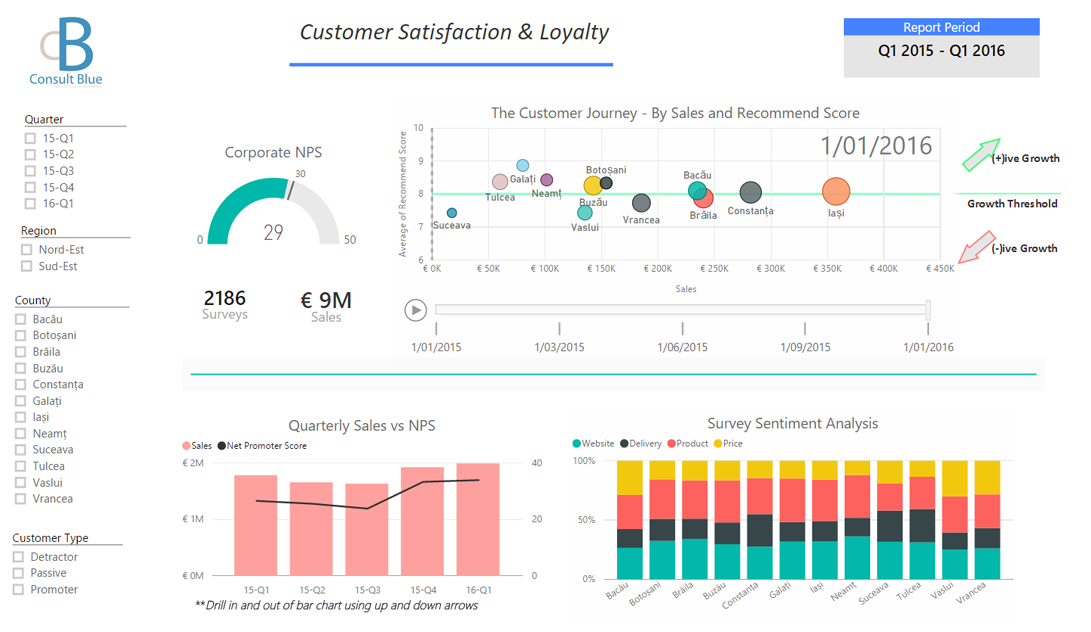 Customer Satisfaction & Loyalty
Report Period
Q1 2015 - Q1 2016
B
Consult Blue
Quarter
15-Q1
15-Q2
15-Q3
15-Q4
16-Q1
Region
Nord-Est
Sud-Est
County
Bacău
Botoșani
Brăila
Buzău
Constanța
Galați
Iași
Neamț
Suceava
Tulcea
Vaslui
Vrancea
Customer Type
Detractor
Passive
Promoter
Corporate NPS
30
0
29
50
2186
Surveys
€ 9M
Sales
The Customer Journey - By Sales and Recommend Score
1/01/2016
Average of Recommend Score
10
9
8
7
6
Suceava
Tulcea
Galați
Neamț
Botoșani
Buzău
Vaslui
Vrancea
Bacău
Brăila
Constanța
Iași
€ 0K
€ 50K
€ 100K
€ 150K
€ 200K
€ 250K
€ 300K
€ 350K
€ 400K
€ 450K
Sales
(+)ive Growth
Growth Threshold
(-)ive Growth
1/01/2015
1/03/2015
1/06/2015
1/09/2015
1/01/2016
Quarterly Sales vs NPS
Sales
Net Promoter Score
€ 2M
€ 1M
€ 0M
40
20
0
15-Q1
15-Q2
15-Q3
15-Q4
16-Q1
**Drill in and out of bar chart using up and down arrows
Survey Sentiment Analysis
Website
Delivery
Product
Price
100%
50%
0%
Bacău
Botoșani
Brăila
Buzău
Constanța
Galați
Iași
Neamț
Suceava
Tulcea
Vaslui
Vrancea